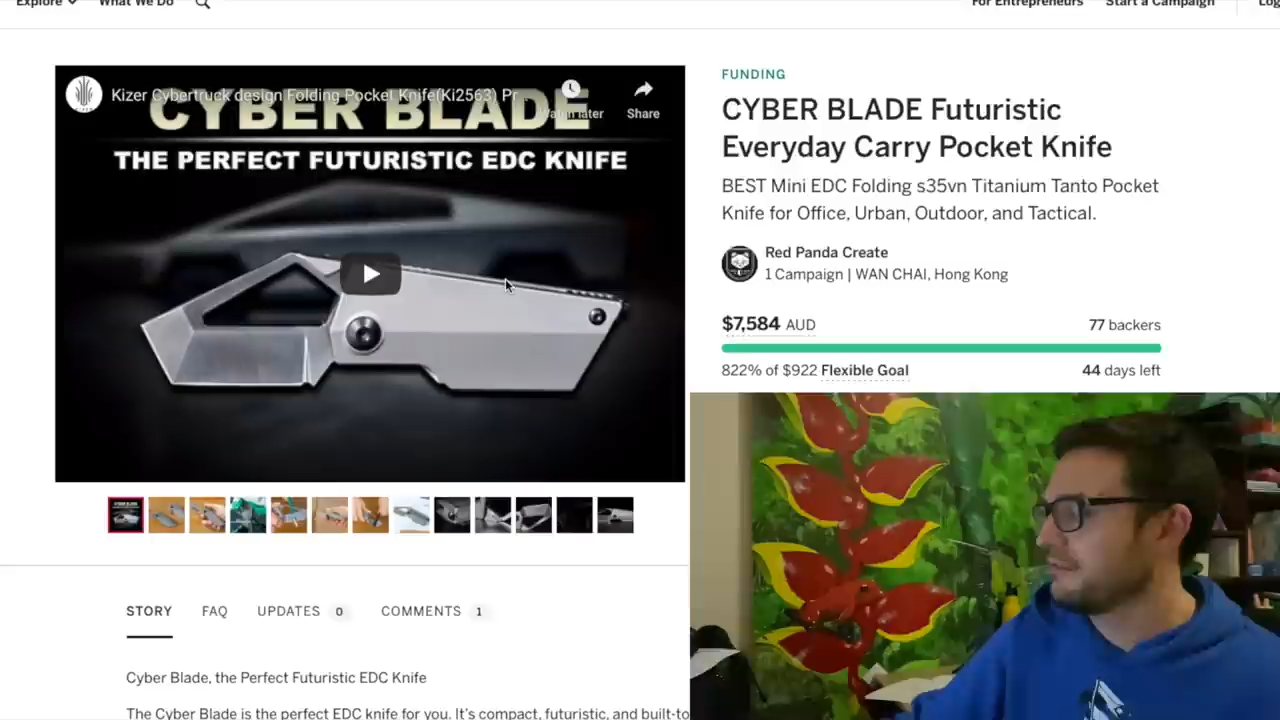 Explore
What We Do
For Entrepreneurs
Start a Campaign
Log
Kizer Cybertruck design Folding Pocket Knife(Ki2563) Pr...
Watch later
Share
CYBER BLADE
THE PERFECT FUTURISTIC EDC KNIFE
FUNDING
CYBER BLADE Futuristic
Everyday Carry Pocket Knife
BEST Mini EDC Folding s35vn Titanium Tanto Pocket
Knife for Office, Urban, Outdoor, and Tactical.
Red Panda Create
1 Campaign | WAN CHAI, Hong Kong
$7,584 AUD
77 backers
822% of $922 Flexible Goal
44 days left
STORY
FAQ
UPDATES 0
COMMENTS 1
Cyber Blade, the Perfect Futuristic EDC Knife
The Cyber Blade is the perfect EDC knife for you. It's compact, futuristic, and built-to